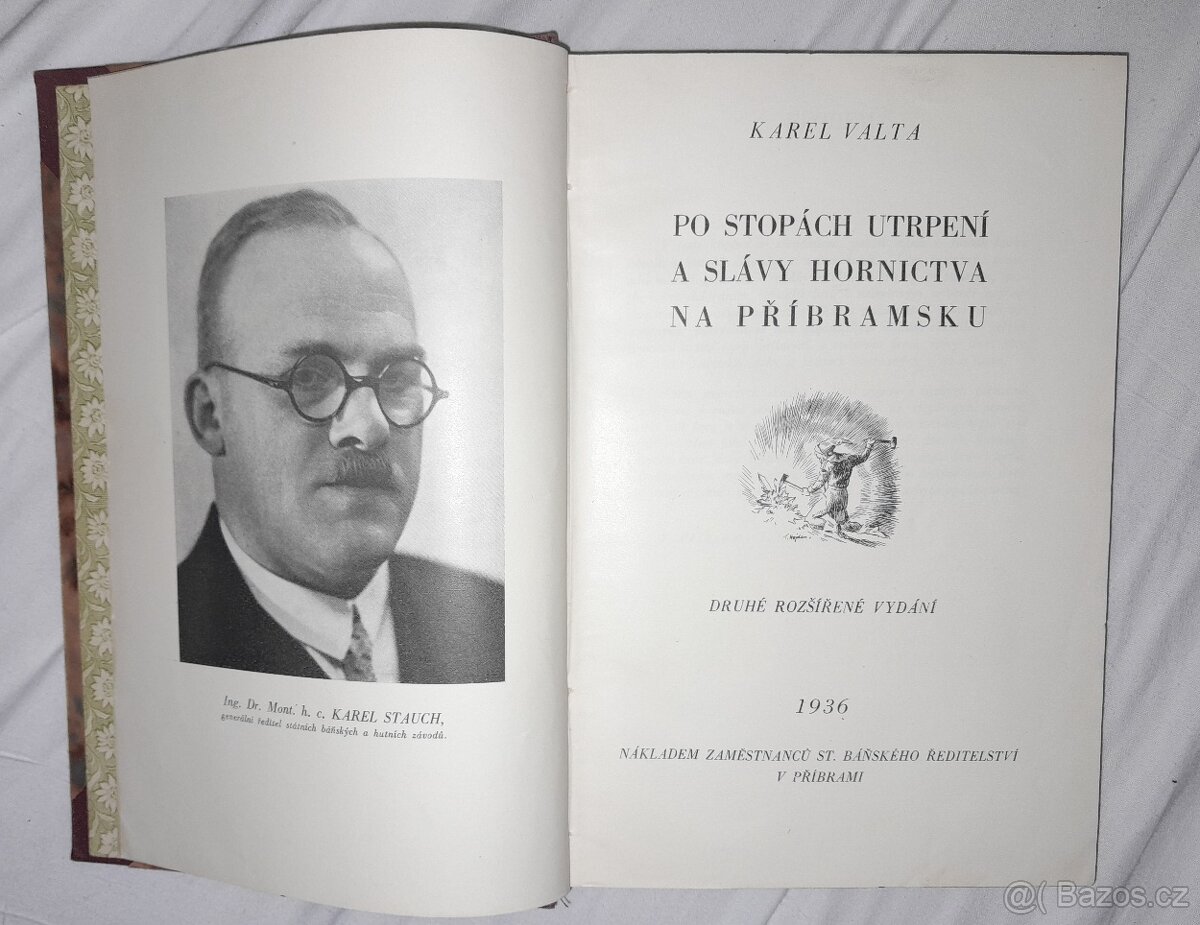 Ing. Dr. Mont. h. c. KAREL STAUCH,
generální ředitel státních báňských a hutních závodů.
KAREL VALTA
PO STOPÁCH UTRPENÍ
A SLÁVY HORNICTVA
NA PŘÍBRAMSKU
DRUHÉ ROZŠÍŘENÉ VYDÁNÍ
1936
NÁKLADEM ZAMĚSTNANCŮ ST. BÁŇSKÉHO ŘEDITELSTVÍ
V PŘÍBRAMI
@( Bazos.cz